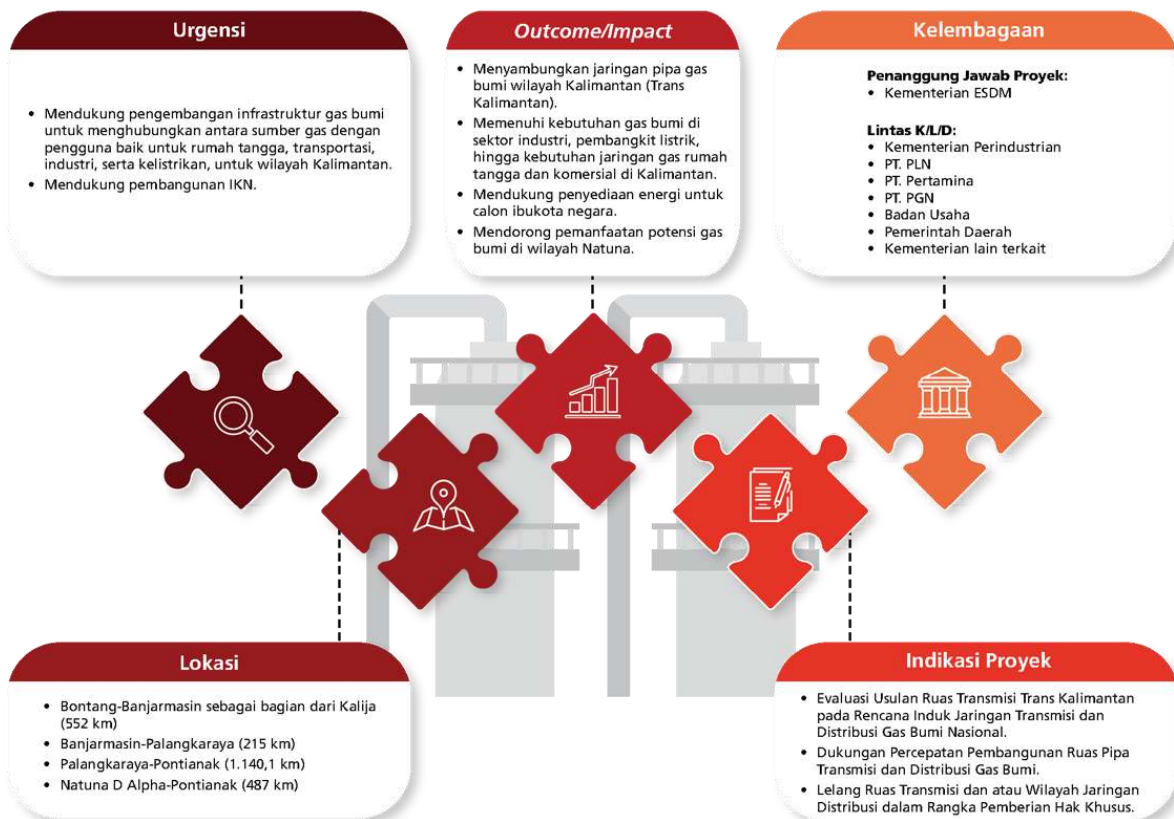 Urgensi
• Mendukung pengembangan infrastruktur gas bumi
untuk menghubungkan antara sumber gas dengan
pengguna baik untuk rumah tangga, transportasi,
industri, serta kelistrikan, untuk wilayah Kalimantan.
• Mendukung pembangunan IKN.
Outcome/Impact
• Menyambungkan jaringan pipa gas
bumi wilayah Kalimantan (Trans
Kalimantan).
• Memenuhi kebutuhan gas bumi di
sektor industri, pembangkit listrik,
hingga kebutuhan jaringan gas rumah
tangga dan komersial di Kalimantan.
• Mendukung penyediaan energi untuk
calon ibukota negara.
• Mendorong pemanfaatan potensi gas
bumi di wilayah Natuna.
Kelembagaan
Penanggung Jawab Proyek:
• Kementerian ESDM
Lintas K/L/D:
• Kementerian Perindustrian
• PT. PLN
• PT. Pertamina
• PT. PGN
• Badan Usaha
• Pemerintah Daerah
• Kementerian lain terkait
Lokasi
• Bontang-Banjarmasin sebagai bagian dari Kalija
(552 km)
• Banjarmasin-Palangkaraya (215 km)
• Palangkaraya-Pontianak (1.140,1 km)
• Natuna D Alpha-Pontianak (487 km)
Indikasi Proyek
• Evaluasi Usulan Ruas Transmisi Trans Kalimantan
pada Rencana Induk Jaringan Transmisi dan
Distribusi Gas Bumi Nasional.
• Dukungan Percepatan Pembangunan Ruas Pipa
Transmisi dan Distribusi Gas Bumi.
• Lelang Ruas Transmisi dan atau Wilayah Jaringan
Distribusi dalam Rangka Pemberian Hak Khusus.